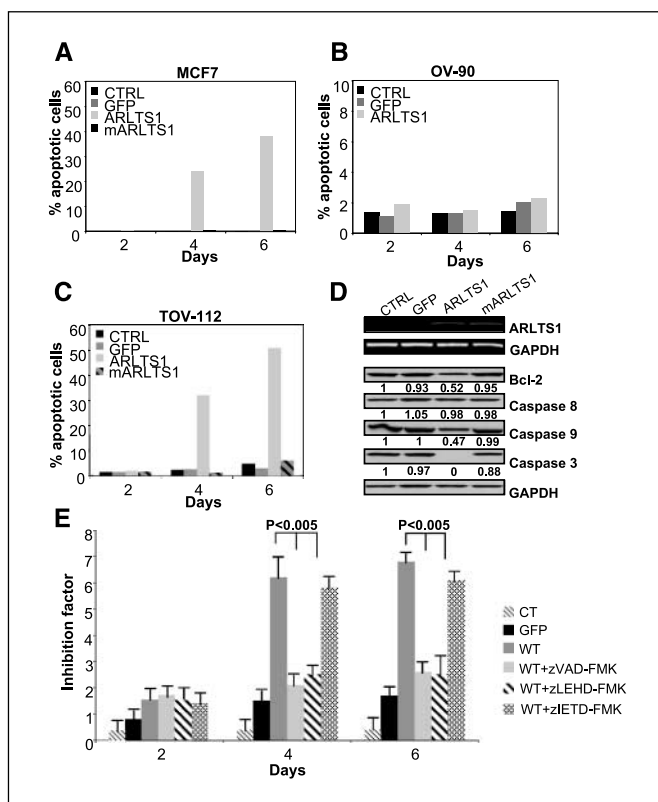 A
MCF7
CTRL
GFP
ARLTS1
mARLTS1
% apoptotic cells
60
50
40
30
20
10
0
2 4 6
Days
B
OV-90
CTRL
GFP
ARLTS1
% apoptotic cells
10
8
6
4
2
0
2 4 6
Days
C
TOV-112
CTRL
GFP
ARLTS1
mARLTS1
% apoptotic cells
60
50
40
30
20
10
0
2 4 6
Days
D
CTRL GFP ARLTS1 mARLTS1
ARLTS1
GAPDH
Bcl-2
1 0.93 0.52 0.95
Caspase 8
1 1.05 0.98 0.98
Caspase 9
1 1 0.47 0.99
Caspase 3
1 0.97 0 0.88
GAPDH
E
P<0.005 P<0.005
Inhibition factor
8
7
6
5
4
3
2
1
0
2 4 6
Days
CT
GFP
WT
WT+zVAD-FMK
WT+zLEHD-FMK
WT+zIETD-FMK